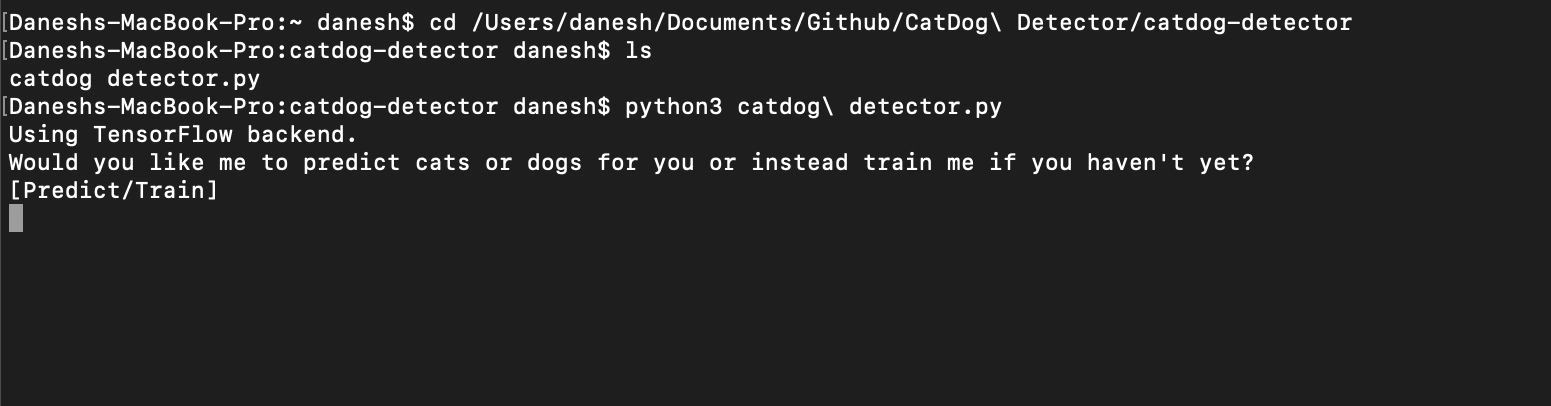 [Daneshs-MacBook-Pro:~ danesh$ cd /Users/danesh/Documents/Github/CatDog\ Detector/catdog-detector
[Daneshs-MacBook-Pro:catdog-detector danesh$ ls
catdog detector.py
[Daneshs-MacBook-Pro:catdog-detector danesh$ python3 catdog\ detector.py
Using TensorFlow backend.
Would you like me to predict cats or dogs for you or instead train me if you haven't yet?
[Predict/Train]